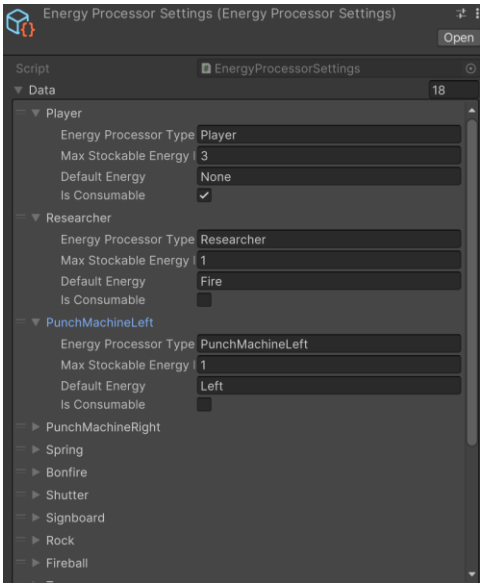 Energy Processor Settings (Energy Processor Settings)
Open
Script EnergyProcessorSettings
Data 18
Player
Energy Processor Type Player
Max Stockable Energy 3
Default Energy None
Is Consumable
Researcher
Energy Processor Type Researcher
Max Stockable Energy 1
Default Energy Fire
Is Consumable
PunchMachineLeft
Energy Processor Type PunchMachineLeft
Max Stockable Energy 1
Default Energy Left
Is Consumable
PunchMachineRight
Spring
Bonfire
Shutter
Signboard
Rock
Fireball